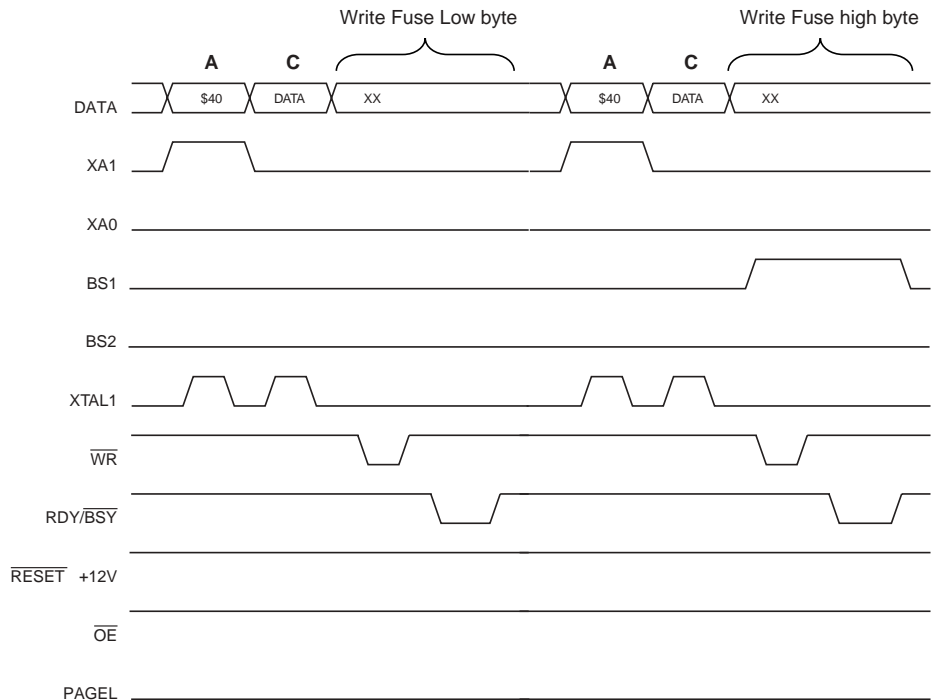 Write Fuse Low byte Write Fuse high byte
A C A C
DATA $40 DATA XX $40 DATA XX
XA1
XA0
BS1
BS2
XTAL1
WR
RDY/BSY
RESET +12V
OE
PAGEL